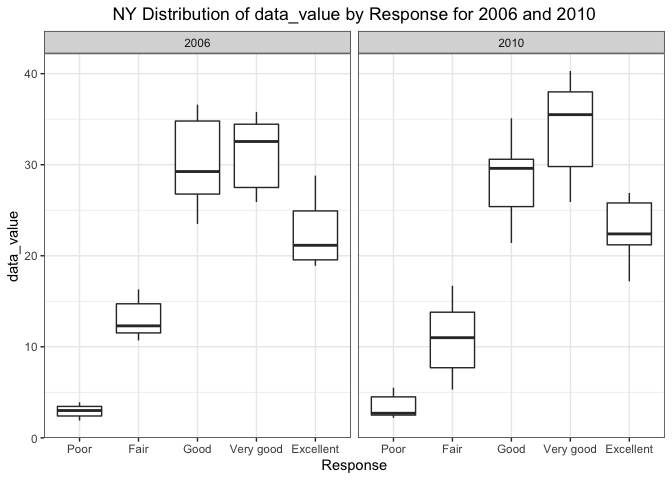 NY Distribution of data_value by Response for 2006 and 2010
2006 2010
data_value
40
30
20
10
0
Poor Fair Good Very good Excellent Poor Fair Good Very good Excellent
Response